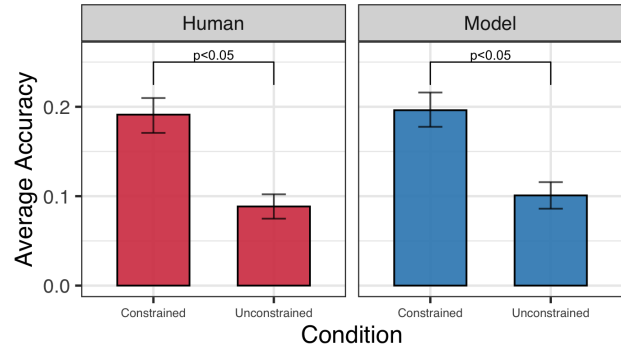 Human Model
p<0.05 p<0.05
Average Accuracy
0.2
0.1
0.0
Constrained Unconstrained Constrained Unconstrained
Condition